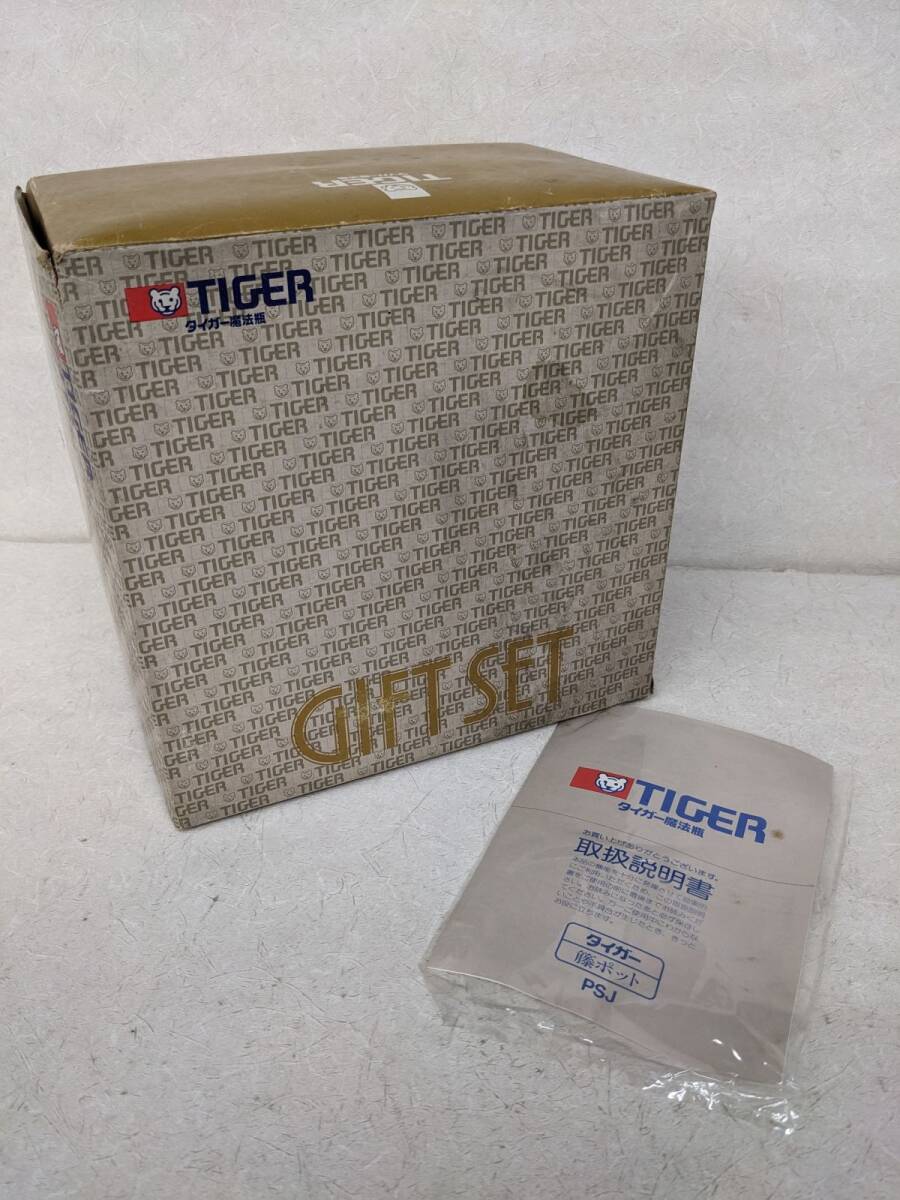 TIGER
TIGER
タイガー魔法瓶
GIFT SET
TIGER
TIGER
タイガー魔法瓶
お買い上げありがとうございます。
取扱説明書
タイガー
籐ポット
PSJ